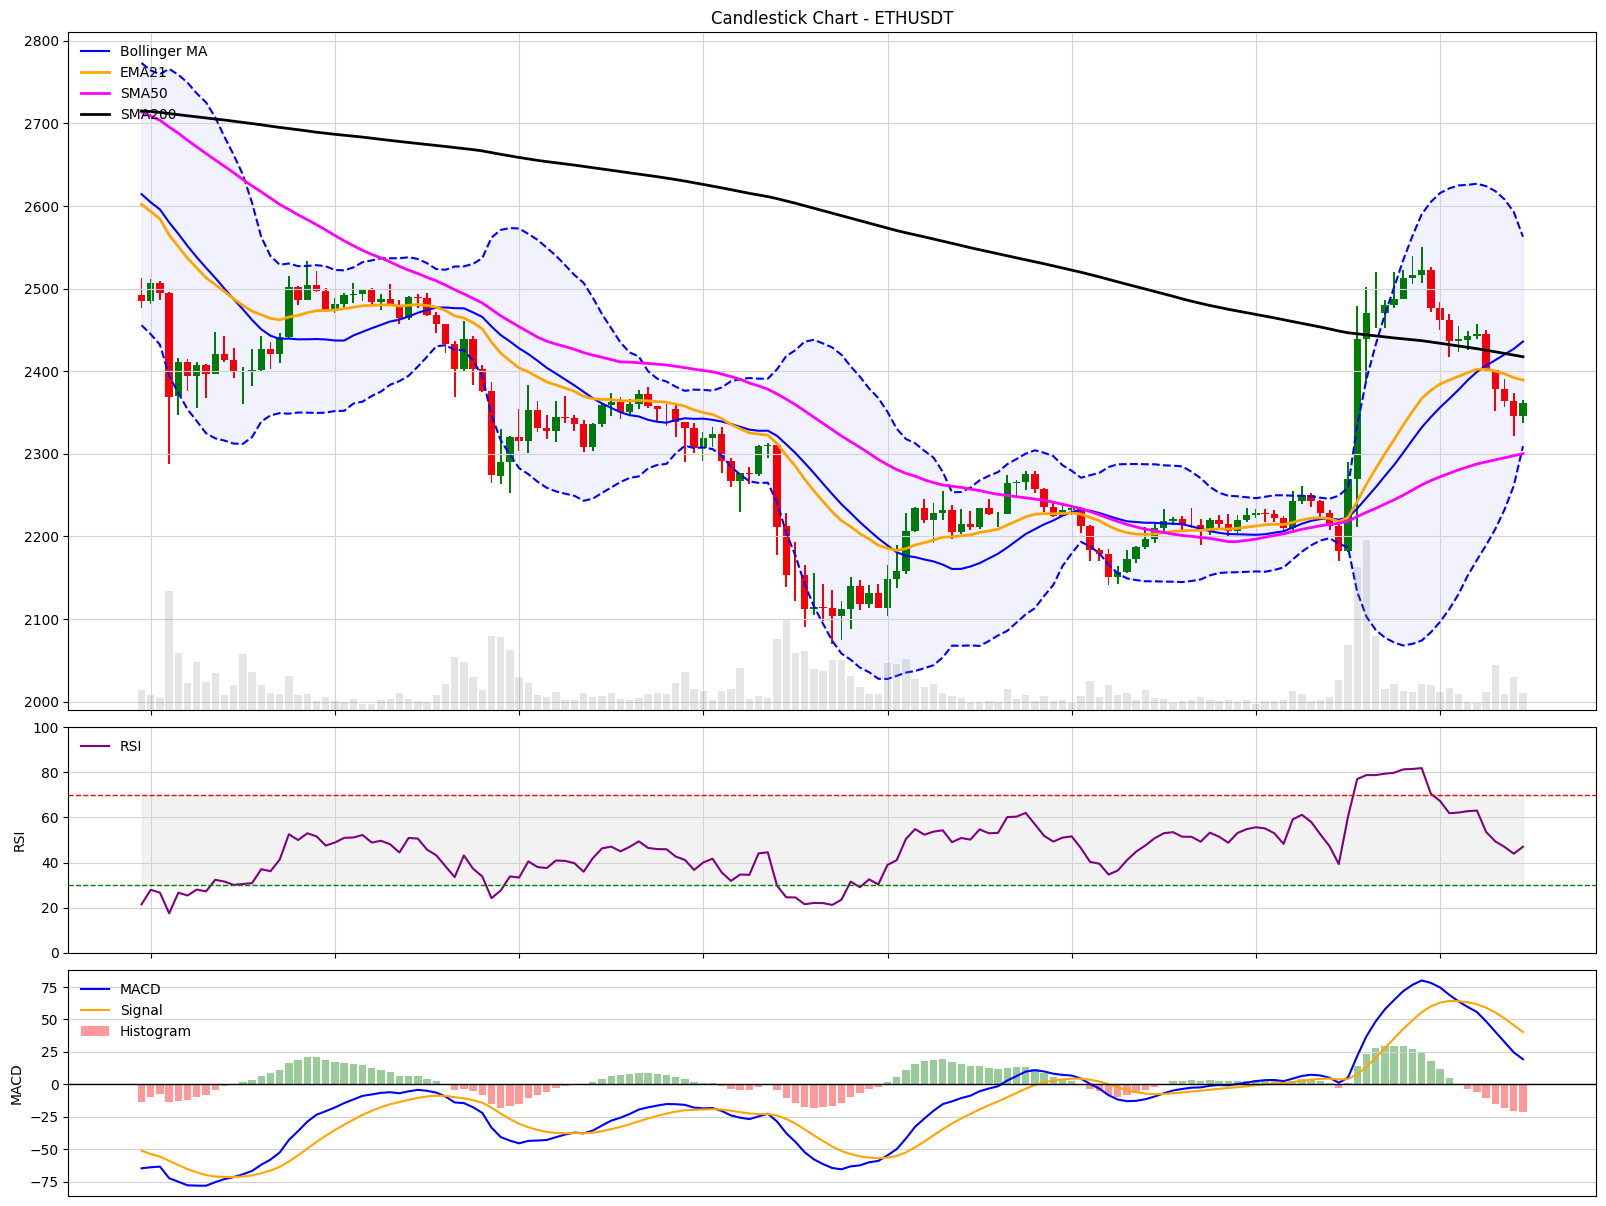 Candlestick Chart - ETHUSDT
2800
2700
2600
2500
2400
2300
2200
2100
2000
Bollinger MA
EMA21
SMA50
SMA200
100
80
60
40
20
0
RSI
RSI
75
50
25
0
−25
−50
−75
MACD
MACD
Signal
Histogram